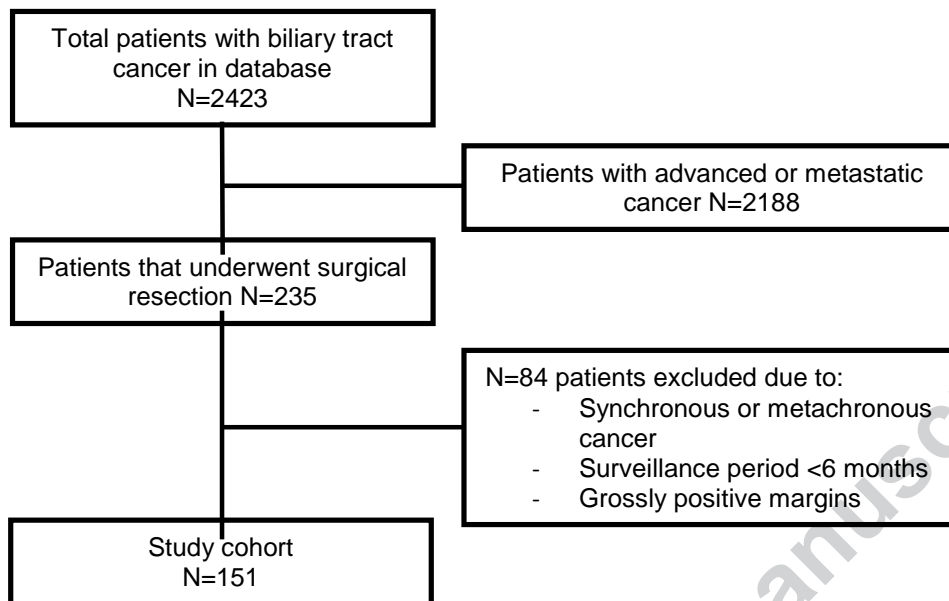 Total patients with biliary tract
cancer in database
N=2423
Patients with advanced or metastatic
cancer N=2188
Patients that underwent surgical
resection N=235
N=84 patients excluded due to:
- Synchronous or metachronous
cancer
- Surveillance period <6 months
- Grossly positive margins
Study cohort
N=151